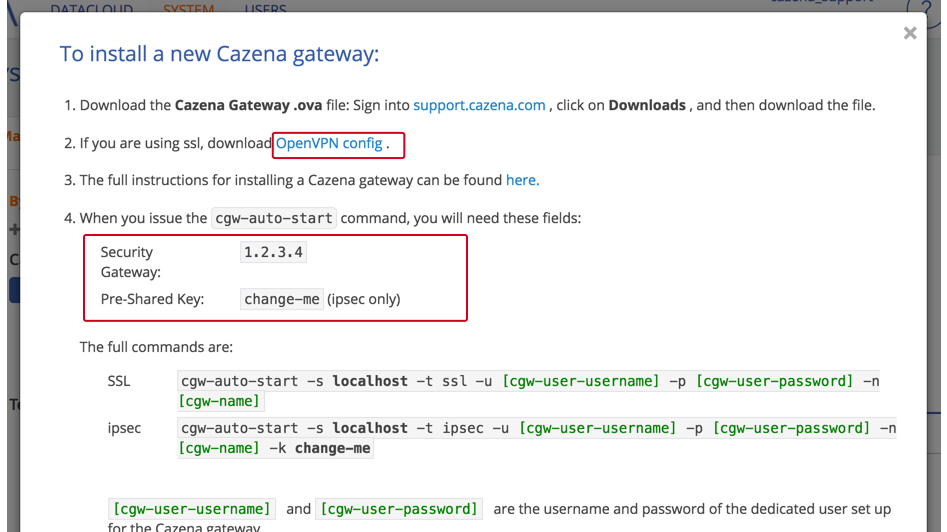 DATACLOUD SYSTEM USERS
?
To install a new Cazena gateway:
1. Download the Cazena Gateway .ova file: Sign into support.cazena.com , click on Downloads , and then download the file.
2. If you are using ssl, download OpenVPN config .
3. The full instructions for installing a Cazena gateway can be found here.
4. When you issue the cgw-auto-start command, you will need these fields:
Security 1.2.3.4
Gateway:
Pre-Shared Key: change-me (ipsec only)
The full commands are:
SSL cgw-auto-start -s localhost -t ssl -u [cgw-user-username] -p [cgw-user-password] -n
[cgw-name]
ipsec cgw-auto-start -s localhost -t ipsec -u [cgw-user-username] -p [cgw-user-password] -n
[cgw-name] -k change-me
[cgw-user-username] and [cgw-user-password] are the username and password of the dedicated user set up
for the Cazena gateway